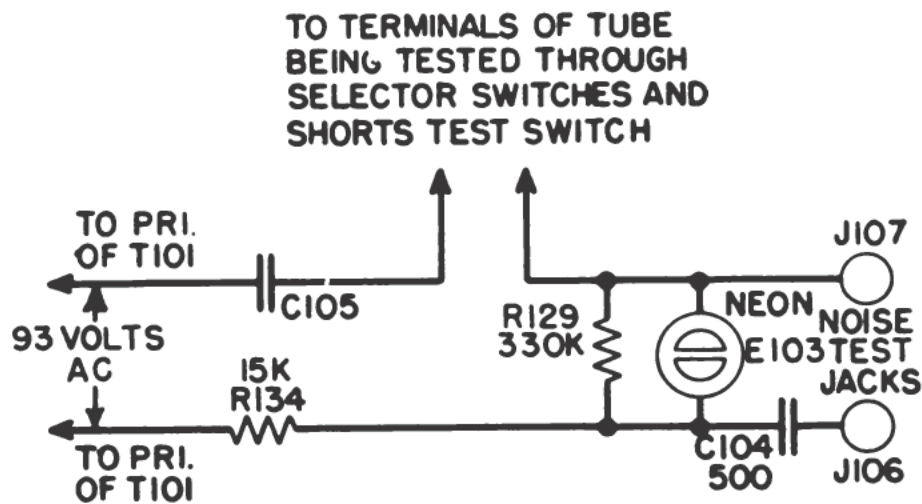 TO TERMINALS OF TUBE
BEING TESTED THROUGH
SELECTOR SWITCHES AND
SHORTS TEST SWITCH
TO PRI.
OF T101
C105
93 VOLTS
AC
15K
R134
TO PRI.
OF T101
R129
330K
NEON
E103
J107
NOISE
TEST
JACKS
C104
500
J106